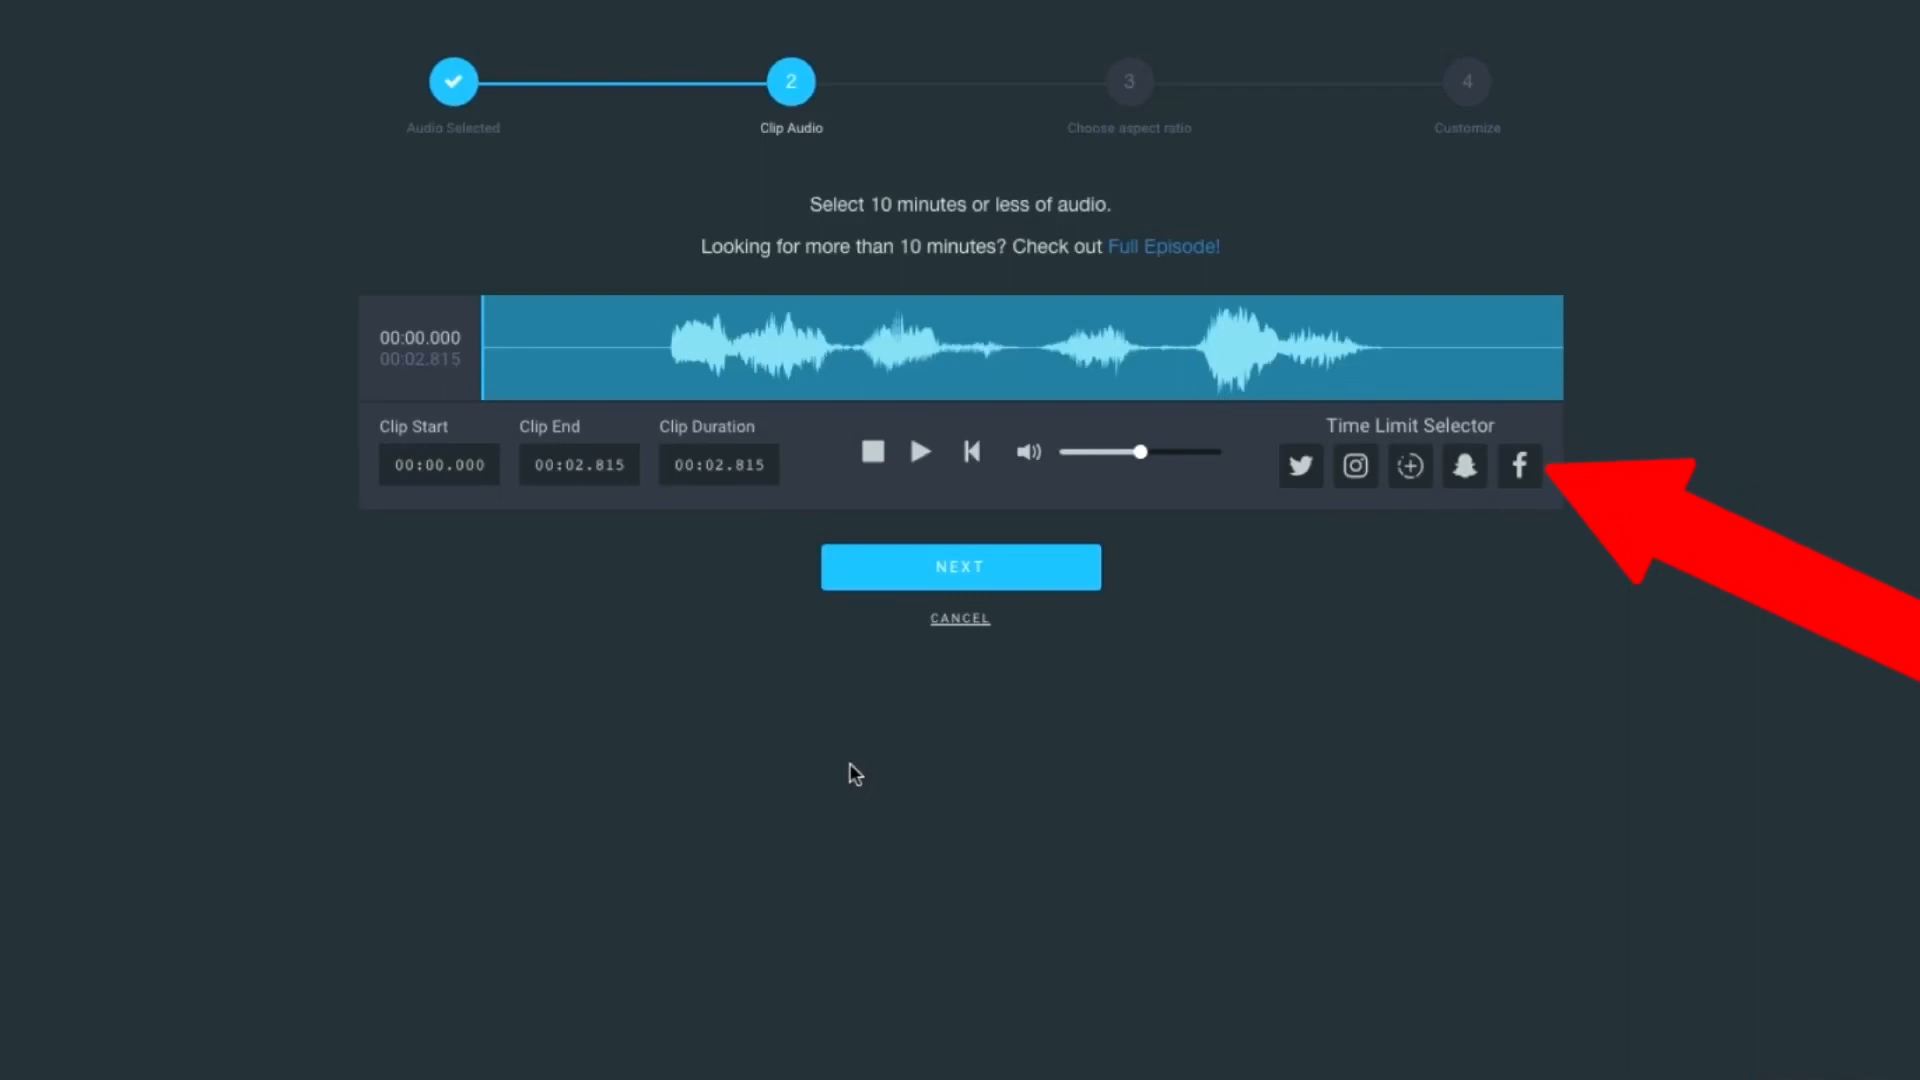 2
3
4
Audio Selected
Clip Audio
Choose aspect ratio
Customize
Select 10 minutes or less of audio.
Looking for more than 10 minutes? Check out Full Episode!
00:00.000
00:02.815
Clip Start
Clip End
Clip Duration
Time Limit Selector
00:00.000
00:02.815
00:02.815
NEXT
CANCEL